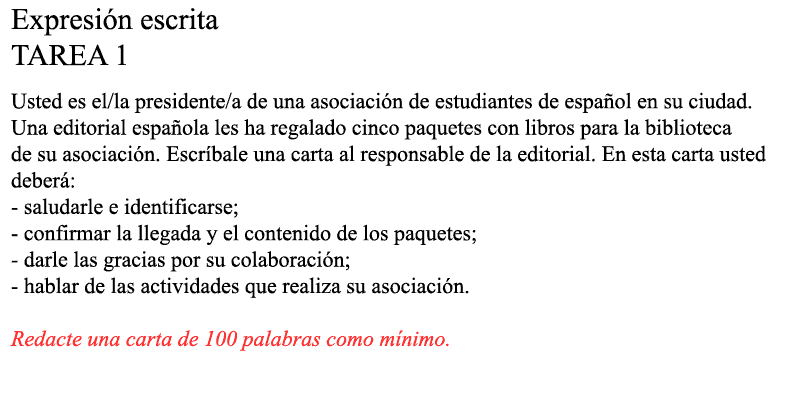 Expresión escrita
TAREA 1
Usted es el/la presidente/a de una asociación de estudiantes de español en su ciudad.
Una editorial española les ha regalado cinco paquetes con libros para la biblioteca
de su asociación. Escríbale una carta al responsable de la editorial. En esta carta usted
deberá:
- saludarle e identificarse;
- confirmar la llegada y el contenido de los paquetes;
- darle las gracias por su colaboración;
- hablar de las actividades que realiza su asociación.
Redacte una carta de 100 palabras como mínimo.